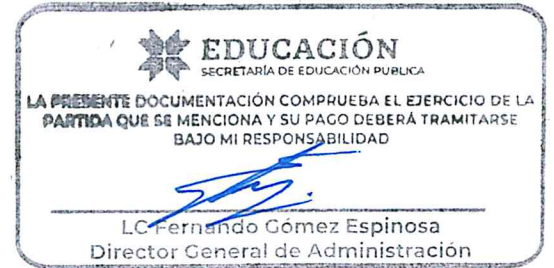 EDUCACIÓN
SECRETARÍA DE EDUCACIÓN PÚBLICA
LA PRESENTE DOCUMENTACIÓN COMPRUEBA EL EJERCICIO DE LA
PARTIDA QUE SE MENCIONA Y SU PAGO DEBERÁ TRAMITARSE
BAJO MI RESPONSABILIDAD
LC Fernando Gómez Espinosa
Director General de Administración